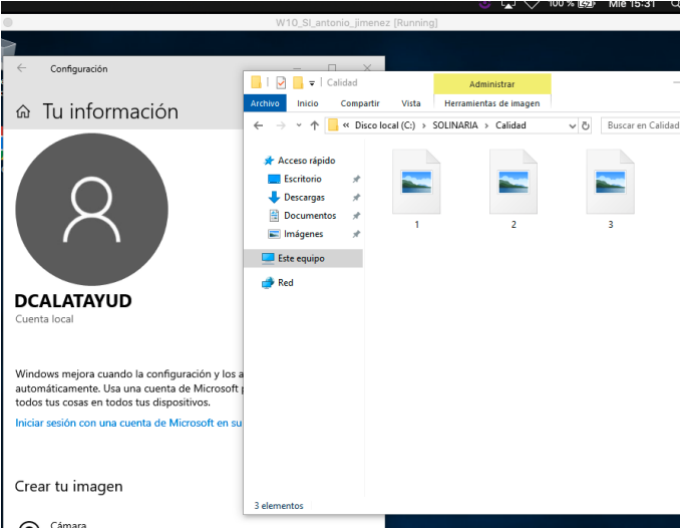 100 % Mié 15:31
W10_SI_antonio_jimenez [Running]
Configuración
Tu información
DCALATAYUD
Cuenta local
Windows mejora cuando la configuración y los a
automáticamente. Usa una cuenta de Microsoft p
todos tus cosas en todos tus dispositivos.
Iniciar sesión con una cuenta de Microsoft en su
Crear tu imagen
Cámara
Calidad
Administrar
Archivo Inicio Compartir Vista Herramientas de imagen
« Disco local (C:) › SOLINARIA › Calidad
Buscar en Calidad
Acceso rápido
Escritorio
Descargas
Documentos
Imágenes
Este equipo
Red
1 2 3
3 elementos